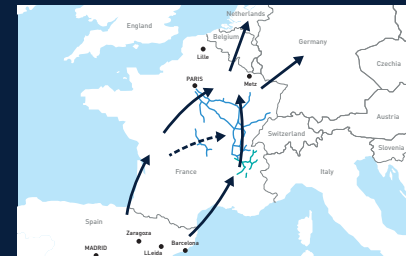 Netherlands
England
Belgium
Germany
Lille
Czechia
PARIS
Metz
Austria
Switzerland
Slovenia
France
Italy
Spain
Zaragoza
Barcelona
MADRID
LLeida